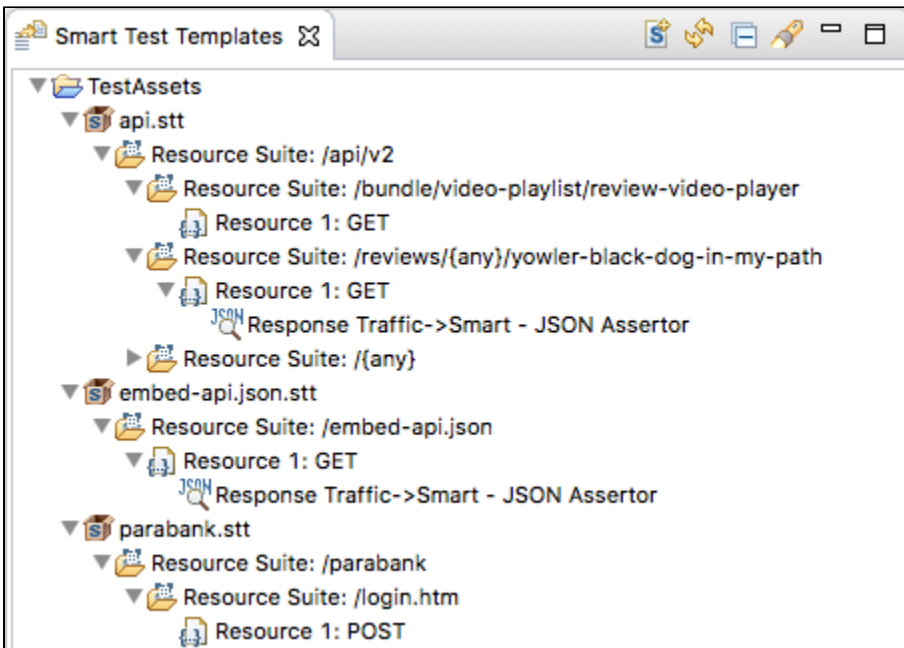 Smart Test Templates
TestAssets
api.stt
Resource Suite: /api/v2
Resource Suite: /bundle/video-playlist/review-video-player
Resource 1: GET
Resource Suite: /reviews/{any}/yowler-black-dog-in-my-path
Resource 1: GET
Response Traffic->Smart - JSON Assertor
Resource Suite: /{any}
embed-api.json.stt
Resource Suite: /embed-api.json
Resource 1: GET
Response Traffic->Smart - JSON Assertor
parabank.stt
Resource Suite: /parabank
Resource Suite: /login.htm
Resource 1: POST